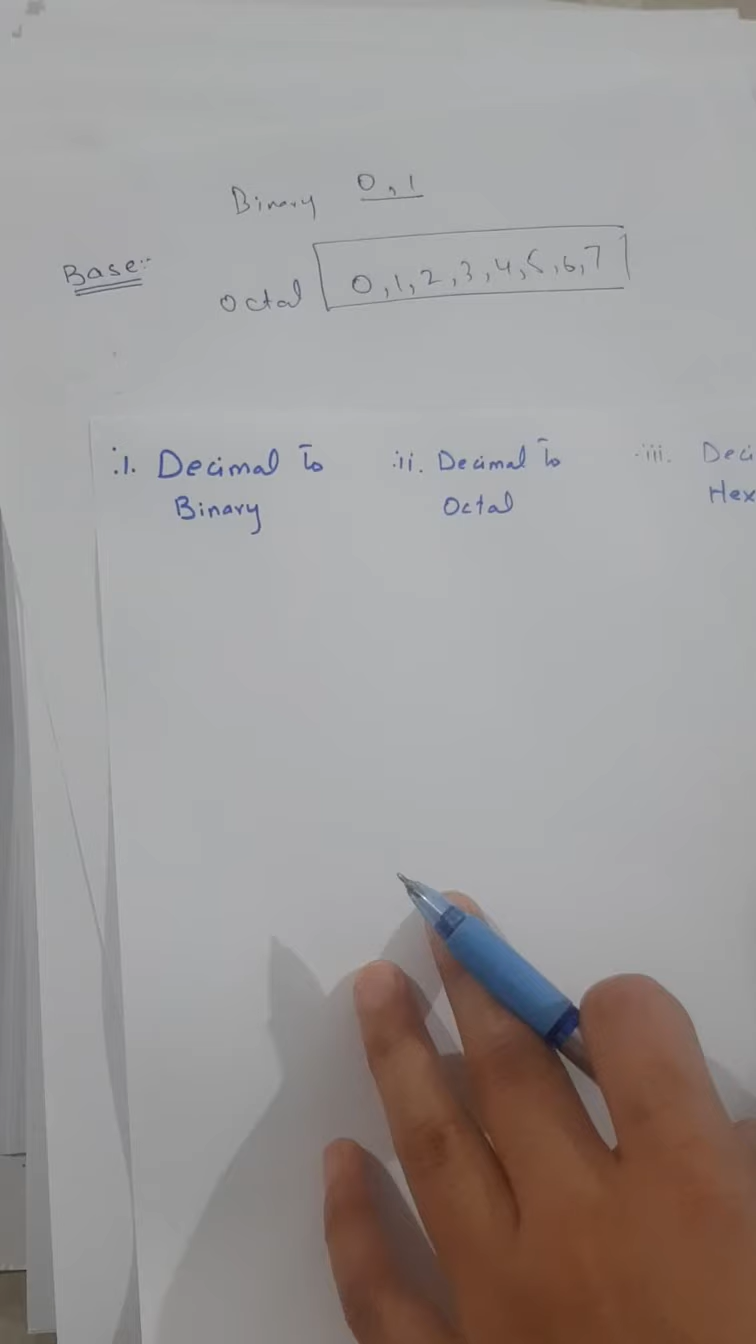 Binary 0,1
Base:-
Octal 0,1,2,3,4,5,6,7
i. Decimal To
Binary
ii. Decimal To
Octal
iii. Deci
Hex